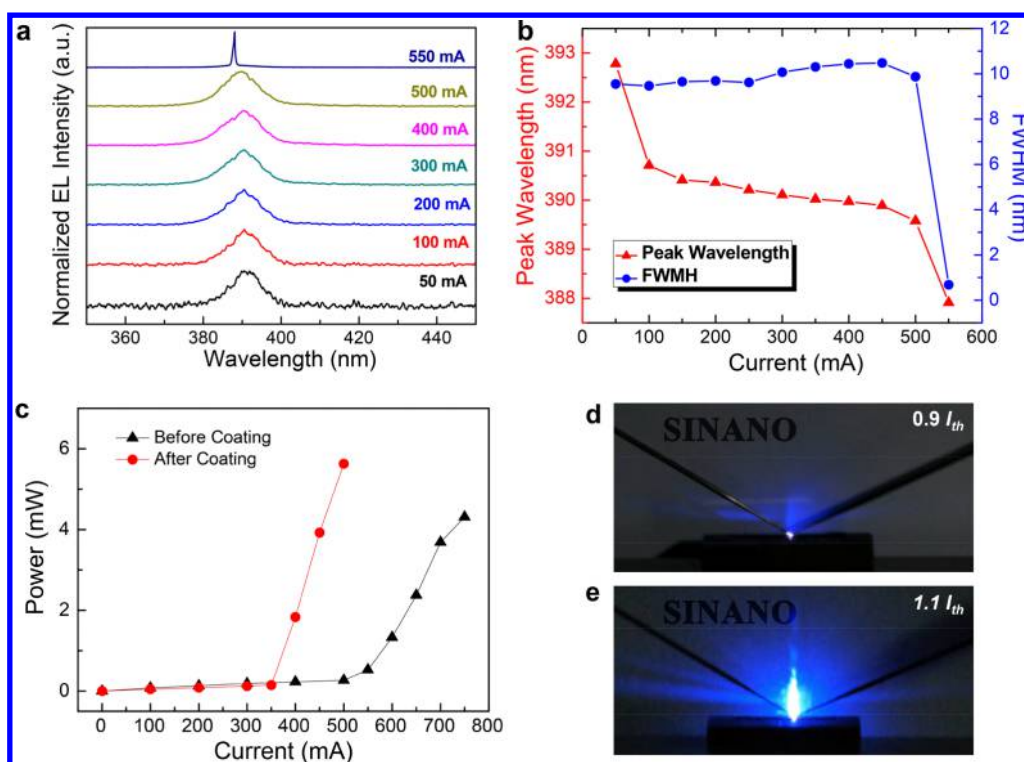 a
Normalized EL Intensity (a.u.)
550 mA
500 mA
400 mA
300 mA
200 mA
100 mA
50 mA
360 380 400 420 440
Wavelength (nm)
b
Peak Wavelength (nm)
393
392
391
390
389
388
Peak Wavelength
FWMH
12
10
8
6
4
2
0
FWHM (nm)
0 100 200 300 400 500 600
Current (mA)
c
Power (mW)
6
4
2
0
Before Coating
After Coating
0 100 200 300 400 500 600 700 800
Current (mA)
d
SINANO
0.9 Ith
e
SINANO
1.1 Ith